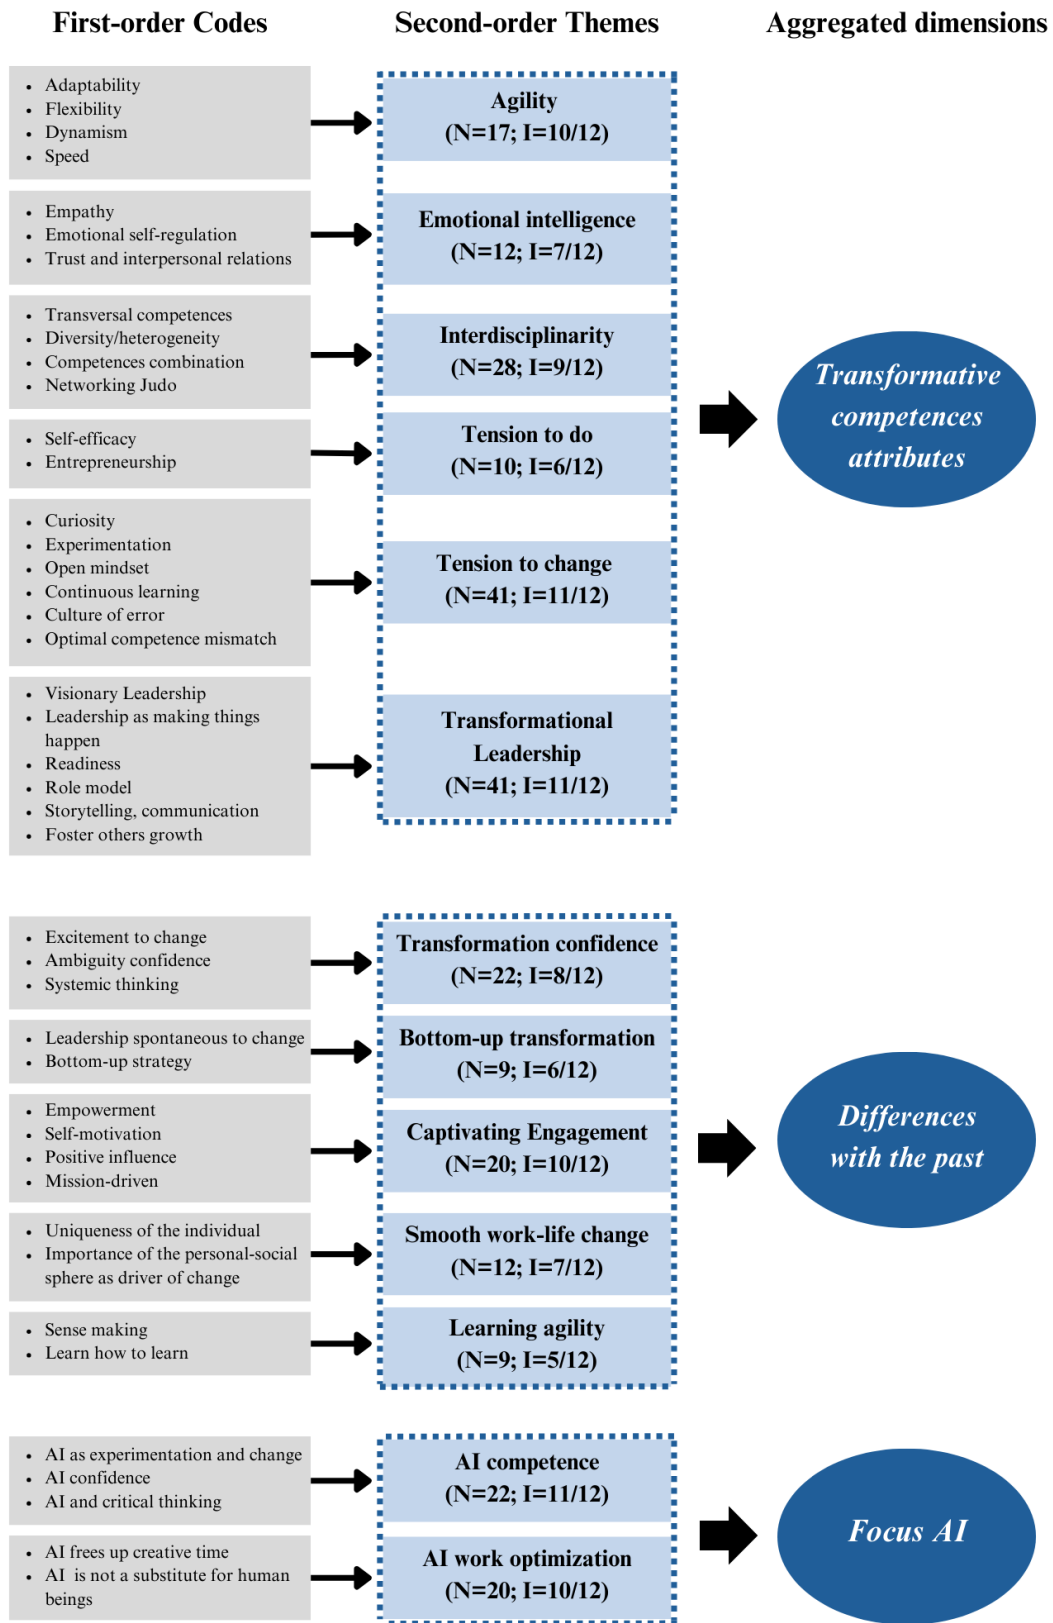 First-order Codes
Second-order Themes
Aggregated dimensions
• Adaptability
• Flexibility
• Dynamism
• Speed
Agility
(N=17; I=10/12)
• Empathy
• Emotional self-regulation
• Trust and interpersonal relations
Emotional intelligence
(N=12; I=7/12)
• Transversal competences
• Diversity/heterogeneity
• Competences combination
• Networking Judo
Interdisciplinarity
(N=28; I=9/12)
• Self-efficacy
• Entrepreneurship
Tension to do
(N=10; I=6/12)
• Curiosity
• Experimentation
• Open mindset
• Continuous learning
• Culture of error
• Optimal competence mismatch
Tension to change
(N=41; I=11/12)
• Visionary Leadership
• Leadership as making things
happen
• Readiness
• Role model
• Storytelling, communication
• Foster others growth
Transformational
Leadership
(N=41; I=11/12)
Transformative
competences
attributes
• Excitement to change
• Ambiguity confidence
• Systemic thinking
Transformation confidence
(N=22; I=8/12)
• Leadership spontaneous to change
• Bottom-up strategy
Bottom-up transformation
(N=9; I=6/12)
• Empowerment
• Self-motivation
• Positive influence
• Mission-driven
Captivating Engagement
(N=20; I=10/12)
• Uniqueness of the individual
• Importance of the personal-social
sphere as driver of change
Smooth work-life change
(N=12; I=7/12)
• Sense making
• Learn how to learn
Learning agility
(N=9; I=5/12)
Differences
with the past
• AI as experimentation and change
• AI confidence
• AI and critical thinking
AI competence
(N=22; I=11/12)
• AI frees up creative time
• AI is not a substitute for human
beings
AI work optimization
(N=20; I=10/12)
Focus AI